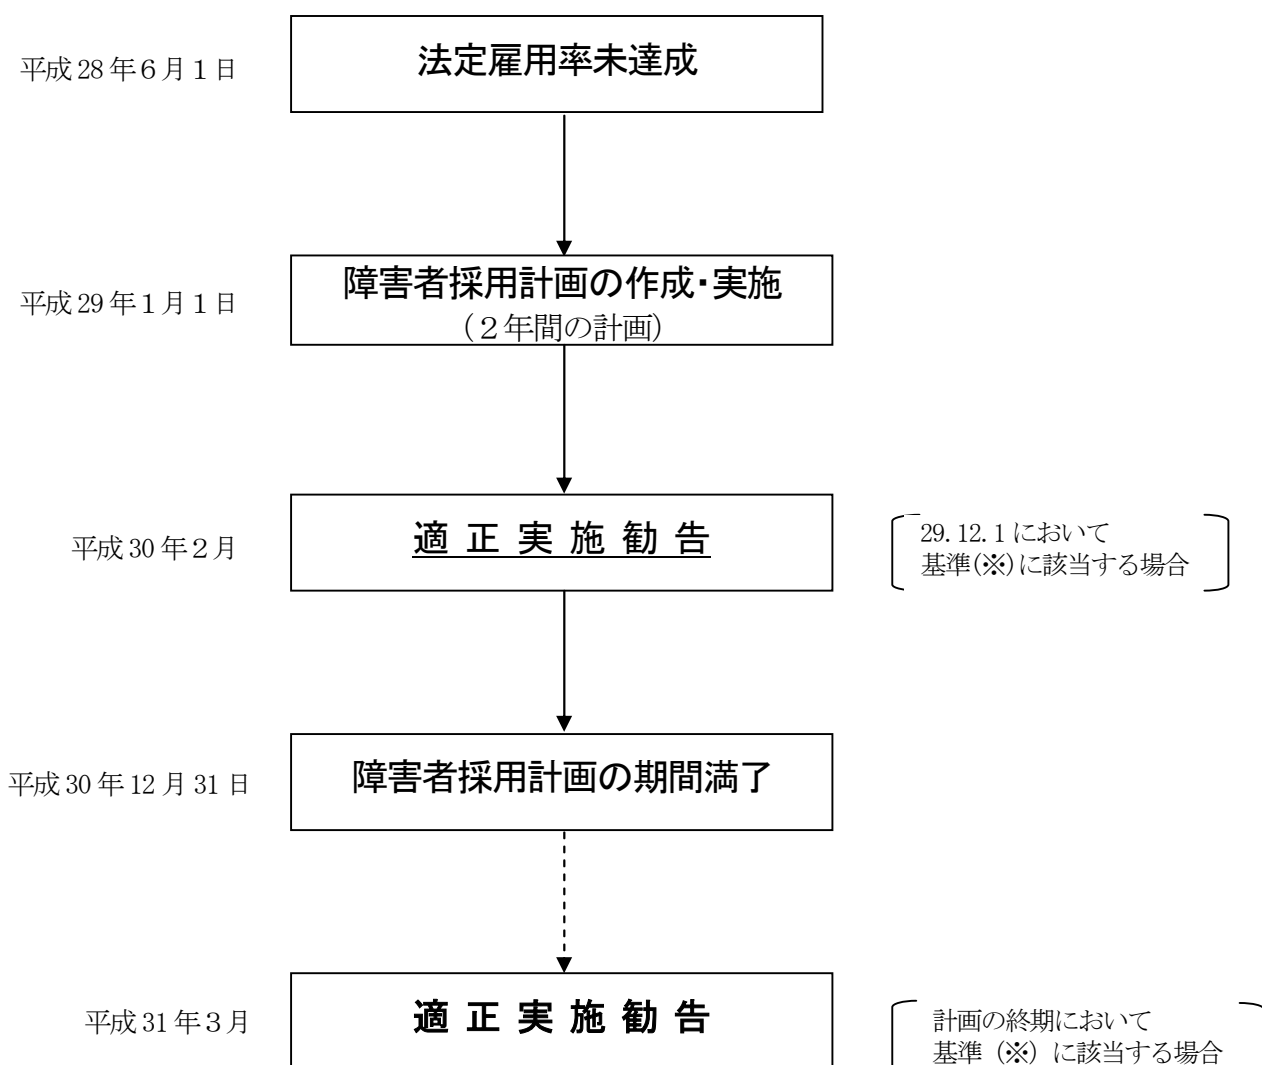 平成28年6月1日
法定雇用率未達成
平成29年1月1日
障害者採用計画の作成・実施
(２年間の計画)
平成30年２月
適 正 実 施 勧 告
29.12.1において
基準(※)に該当する場合
平成30年12月31日
障害者採用計画の期間満了
平成31年３月
適 正 実 施 勧 告
計画の終期において
基準（※）に該当する場合